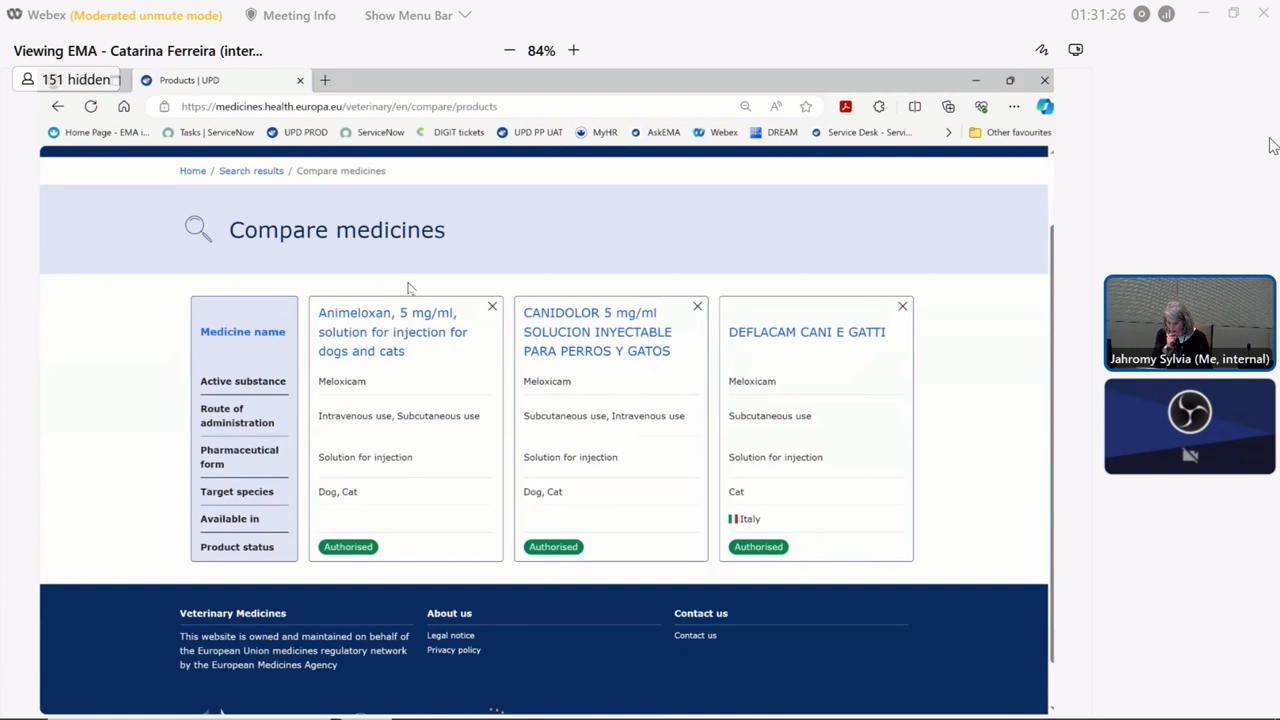 Webex (Moderated unmute mode) Meeting Info Show Menu Bar 01:31:26
Viewing EMA - Catarina Ferreira (inter... 84%
151 hidden Products | UPD
https://medicines.health.europa.eu/veterinary/en/compare/products
Home Page - EMA i... Tasks | ServiceNow UPD PROD ServiceNow DIGIT tickets UPD PP UAT MyHR AskEMA Webex DREAM Service Desk - Servi... Other favourites
Home / Search results / Compare medicines
Compare medicines
Medicine name
Active substance
Route of
administration
Pharmaceutical
form
Target species
Available in
Product status
Animeloxan, 5 mg/ml,
solution for injection for
dogs and cats
Meloxicam
Intravenous use, Subcutaneous use
Solution for injection
Dog, Cat
Authorised
CANIDOLOR 5 mg/ml
SOLUCION INYECTABLE
PARA PERROS Y GATOS
Meloxicam
Subcutaneous use, Intravenous use
Solution for injection
Dog, Cat
Authorised
DEFLACAM CANI E GATTI
Meloxicam
Subcutaneous use
Solution for injection
Cat
Italy
Authorised
Jahromy Sylvia (Me, internal)
Veterinary Medicines
This website is owned and maintained on behalf of
the European Union medicines regulatory network
by the European Medicines Agency
About us
Legal notice
Privacy policy
Contact us
Contact us